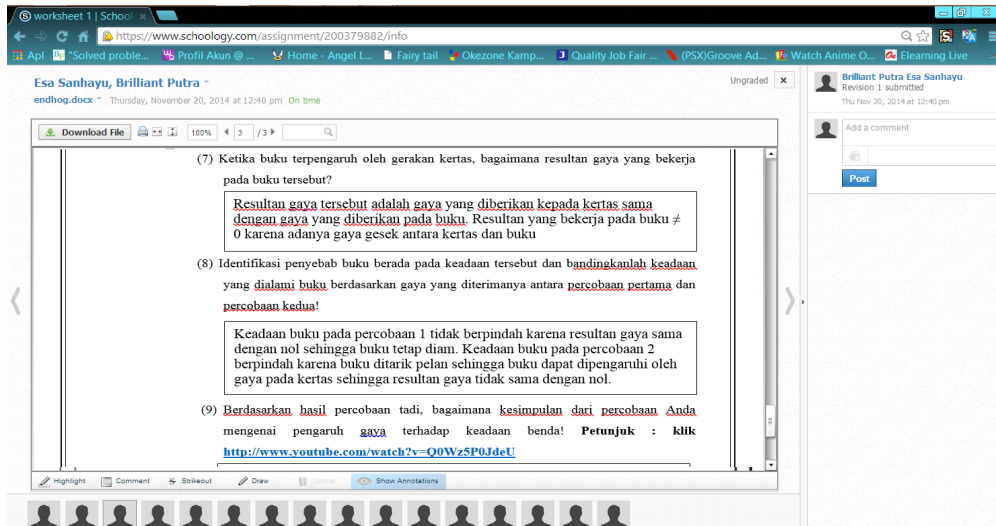 worksheet 1 | School
https://www.schoology.com/assignment/200379882/info
Apl
"Solved proble...
Profil Akun @ ...
Home - Angel L...
Fairy tail
Okezone Kamp...
Quality Job Fair ...
(PSX)Groove Ad...
Watch Anime O...
Elearning Live
Esa Sanhayu, Brilliant Putra
Ungraded
endhog.docx
Thursday, November 20, 2014 at 12:40 pm On time
Brilliant Putra Esa Sanhayu
Revision 1 submitted
Thu Nov 20, 2014 at 12:40 pm
Add a comment
Post
Download File
100%
3 / 3
(7) Ketika buku terpengaruh oleh gerakan kertas, bagaimana resultan gaya yang bekerja
pada buku tersebut?
Resultan gaya tersebut adalah gaya yang diberikan kepada kertas sama
dengan gaya yang diberikan pada buku. Resultan yang bekerja pada buku ≠
0 karena adanya gaya gesek antara kertas dan buku
(8) Identifikasi penyebab buku berada pada keadaan tersebut dan bandingkanlah keadaan
yang dialami buku berdasarkan gaya yang diterimanya antara percobaan pertama dan
percobaan kedua!
Keadaan buku pada percobaan 1 tidak berpindah karena resultan gaya sama
dengan nol sehingga buku tetap diam. Keadaan buku pada percobaan 2
berpindah karena buku ditarik pelan sehingga buku dapat dipengaruhi oleh
gaya pada kertas sehingga resultan gaya tidak sama dengan nol.
(9) Berdasarkan hasil percobaan tadi, bagaimana kesimpulan dari percobaan Anda
mengenai pengaruh gaya terhadap keadaan benda! Petunjuk : klik
http://www.youtube.com/watch?v=Q0Wz5P0JdeU
Highlight
Comment
Strikeout
Draw
Delete
Show Annotations